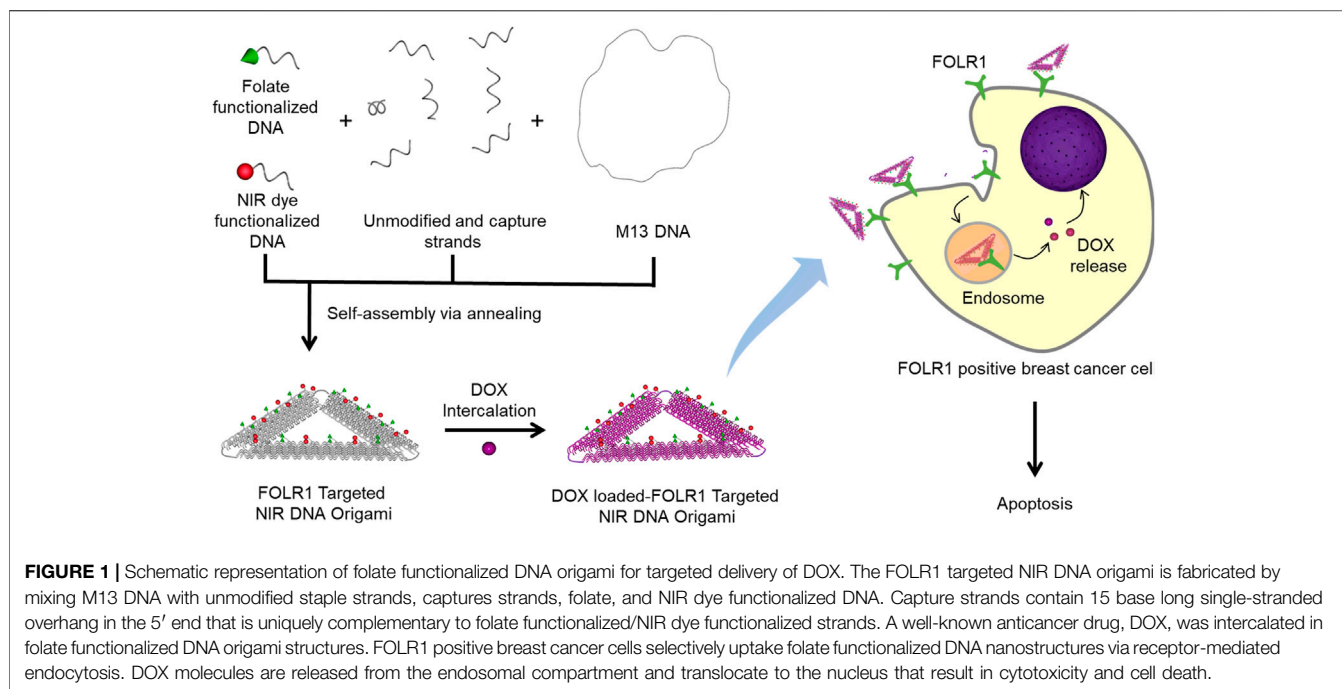 Folate
functionalized
DNA
+
+
NIR dye
functionalized
DNA
Unmodified and capture
strands
M13 DNA
Self-assembly via annealing
FOLR1 Targeted
NIR DNA Origami
DOX
Intercalation
DOX loaded-FOLR1 Targeted
NIR DNA Origami
FOLR1
DOX
release
Endosome
FOLR1 positive breast cancer cell
Apoptosis
FIGURE 1 | Schematic representation of folate functionalized DNA origami for targeted delivery of DOX. The FOLR1 targeted NIR DNA origami is fabricated by
mixing M13 DNA with unmodified staple strands, captures strands, folate, and NIR dye functionalized DNA. Capture strands contain 15 base long single-stranded
overhang in the 5′ end that is uniquely complementary to folate functionalized/NIR dye functionalized strands. A well-known anticancer drug, DOX, was intercalated in
folate functionalized DNA origami structures. FOLR1 positive breast cancer cells selectively uptake folate functionalized DNA nanostructures via receptor-mediated
endocytosis. DOX molecules are released from the endosomal compartment and translocate to the nucleus that result in cytotoxicity and cell death.